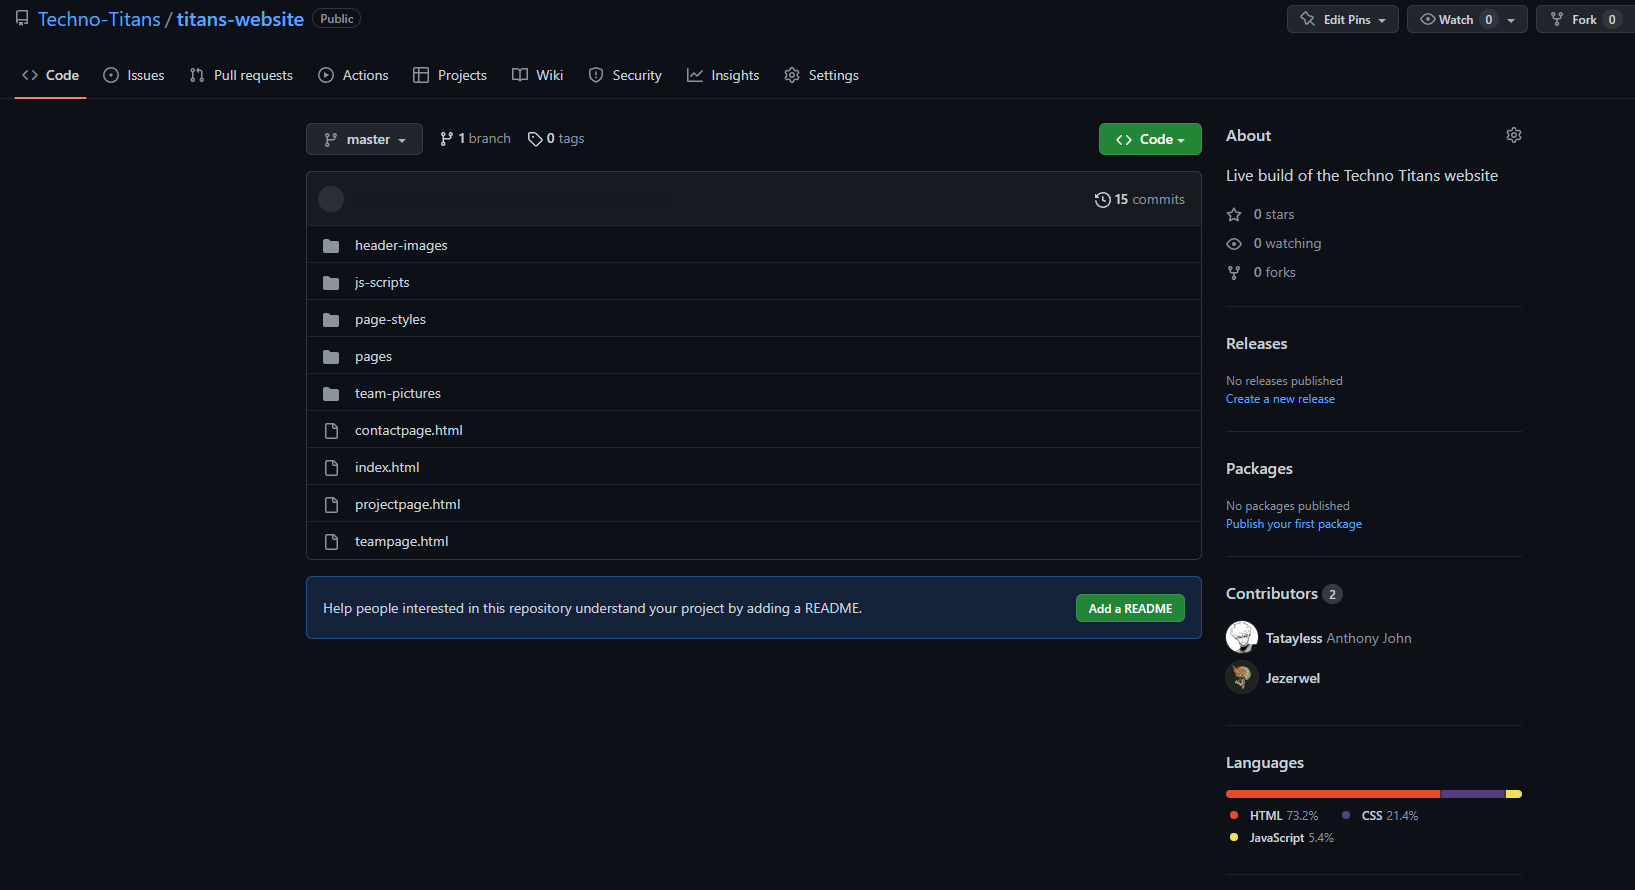 Techno-Titans / titans-website Public
Edit Pins Watch 0 Fork 0
Code Issues Pull requests Actions Projects Wiki Security Insights Settings
master 1 branch 0 tags Code
15 commits
header-images
js-scripts
page-styles
pages
team-pictures
contactpage.html
index.html
projectpage.html
teampage.html
Help people interested in this repository understand your project by adding a README. Add a README
About
Live build of the Techno Titans website
0 stars
0 watching
0 forks
Releases
No releases published
Create a new release
Packages
No packages published
Publish your first package
Contributors 2
Tatayless Anthony John
Jezerwel
Languages
HTML 73.2% CSS 21.4%
JavaScript 5.4%